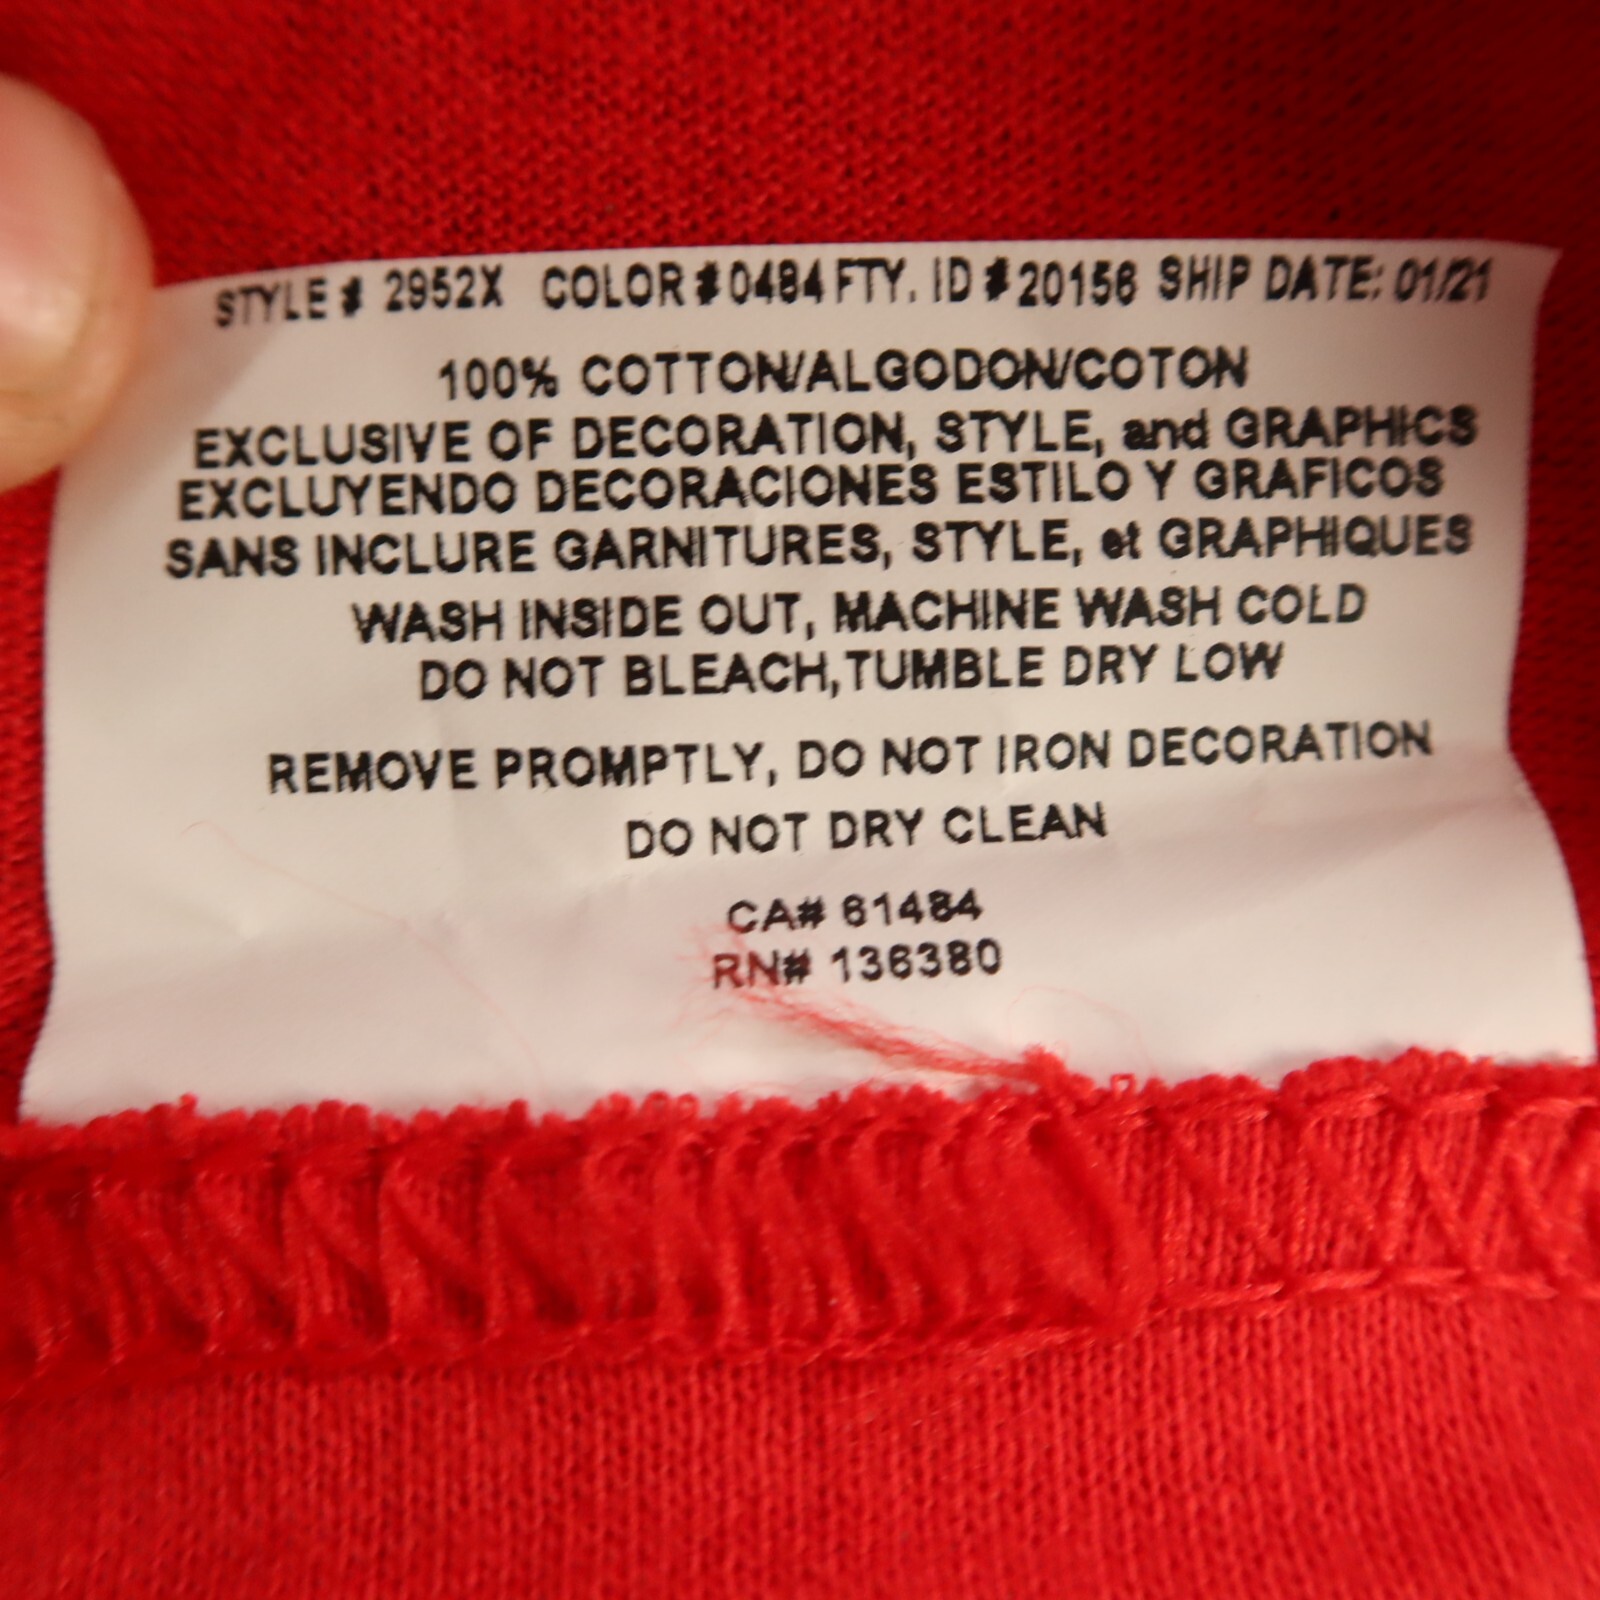 STYLE # 2952X COLOR #0484 FTY. ID #20156 SHIP DATE: 01/21
100% COTTON/ALGODON/COTON
EXCLUSIVE OF DECORATION, STYLE, and GRAPHICS
EXCLUYENDO DECORACIONES ESTILO Y GRAFICOS
SANS INCLURE GARNITURES, STYLE, et GRAPHIQUES
WASH INSIDE OUT, MACHINE WASH COLD
DO NOT BLEACH,TUMBLE DRY LOW
REMOVE PROMPTLY, DO NOT IRON DECORATION
DO NOT DRY CLEAN
CA# 61484
RN# 136380